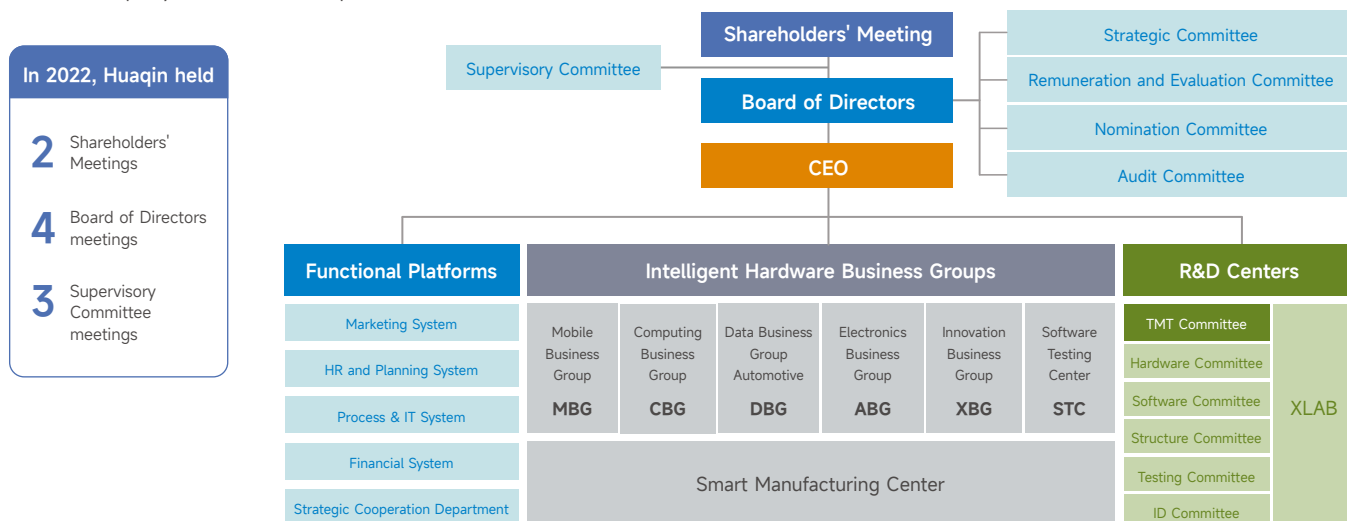 In 2022, Huaqin held
2
Shareholders'
Meetings
4
Board of Directors
meetings
3
Supervisory
Committee
meetings
Shareholders' Meeting
Supervisory Committee
Board of Directors
CEO
Strategic Committee
Remuneration and Evaluation Committee
Nomination Committee
Audit Committee
Functional Platforms
Marketing System
HR and Planning System
Process & IT System
Financial System
Strategic Cooperation Department
Intelligent Hardware Business Groups
Mobile
Business
Group
MBG
Computing
Business
Group
CBG
Data Business
Group
Automotive
DBG
Electronics
Business
Group
ABG
Innovation
Business
Group
XBG
Software
Testing
Center
STC
Smart Manufacturing Center
R&D Centers
TMT Committee
Hardware Committee
Software Committee
Structure Committee
Testing Committee
ID Committee
XLAB